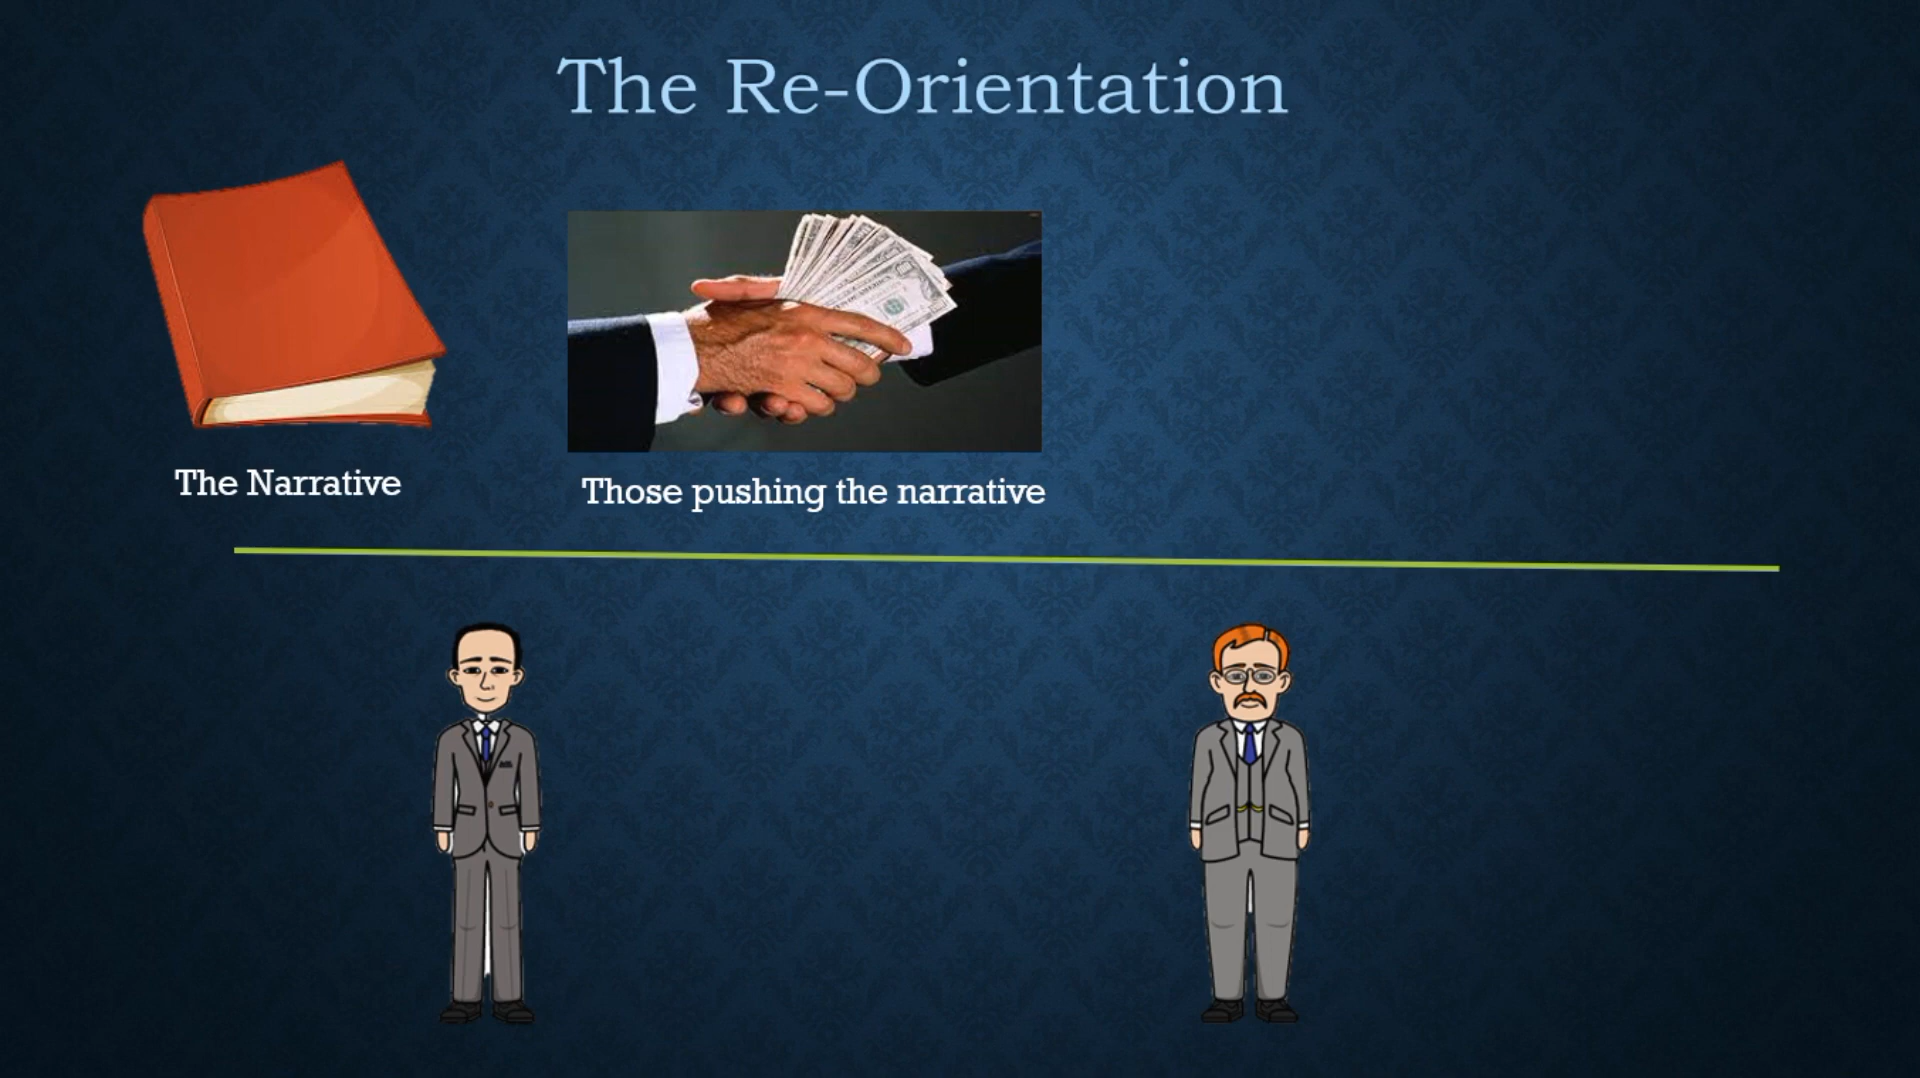 The Re-Orientation
The Narrative
Those pushing the narrative